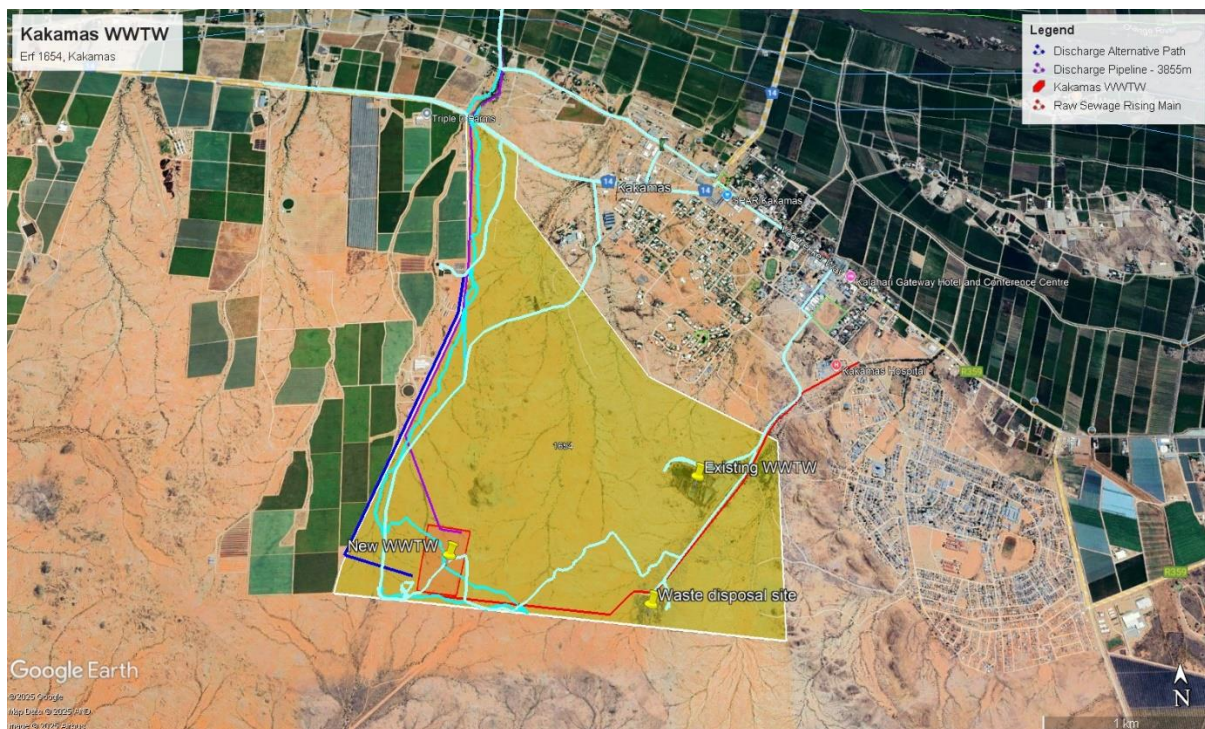 Kakamas WWTW
Erf 1654, Kakamas
Legend
Discharge Alternative Path
Discharge Pipeline - 3855m
Kakamas WWTW
Raw Sewage Rising Main
14
14
14
Kakamas
SPAR Kakamas
Kalahari Gateway Hotel and Conference Centre
Kakamas Hospital
R359
1654
Existing WWTW
New WWTW
R359
Waste disposal site
Google Earth
© 2025 Google
N
1 km